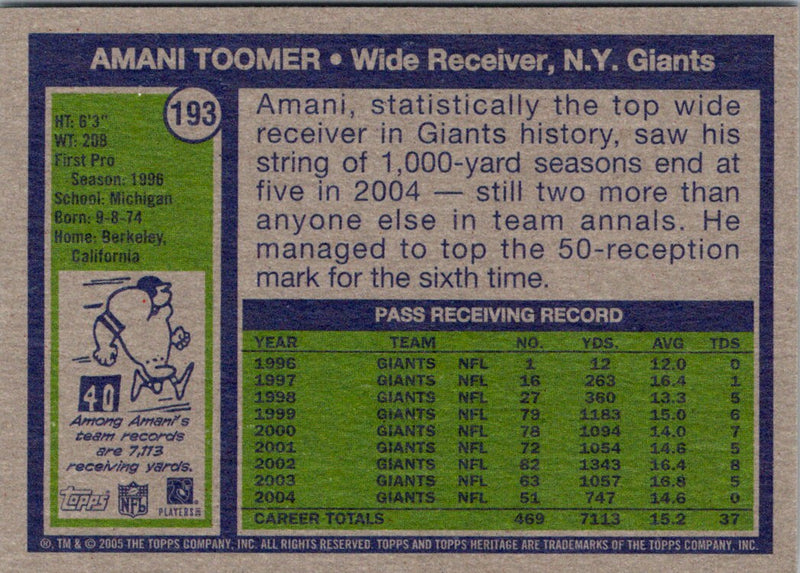 AMANI TOOMER • Wide Receiver, N.Y. Giants
193
HT: 6'3"
WT: 208
First Pro
Season: 1996
School: Michigan
Born: 9-8-74
Home: Berkeley,
California
40
Among Amani's
team records
are 7,113
receiving yards.
Topps NFL PLAYERS INC
Amani, statistically the top wide
receiver in Giants history, saw his
string of 1,000-yard seasons end at
five in 2004 — still two more than
anyone else in team annals. He
managed to top the 50-reception
mark for the sixth time.
PASS RECEIVING RECORD
YEAR TEAM NO. YDS. AVG TDS
1996 GIANTS NFL 1 12 12.0 0
1997 GIANTS NFL 16 263 16.4 1
1998 GIANTS NFL 27 360 13.3 5
1999 GIANTS NFL 79 1183 15.0 6
2000 GIANTS NFL 78 1094 14.0 7
2001 GIANTS NFL 72 1054 14.6 5
2002 GIANTS NFL 82 1343 16.4 8
2003 GIANTS NFL 63 1057 16.8 5
2004 GIANTS NFL 51 747 14.6 0
CAREER TOTALS 469 7113 15.2 37
®, TM & © 2005 THE TOPPS COMPANY, INC. ALL RIGHTS RESERVED. TOPPS AND TOPPS HERITAGE ARE TRADEMARKS OF THE TOPPS COMPANY, INC.